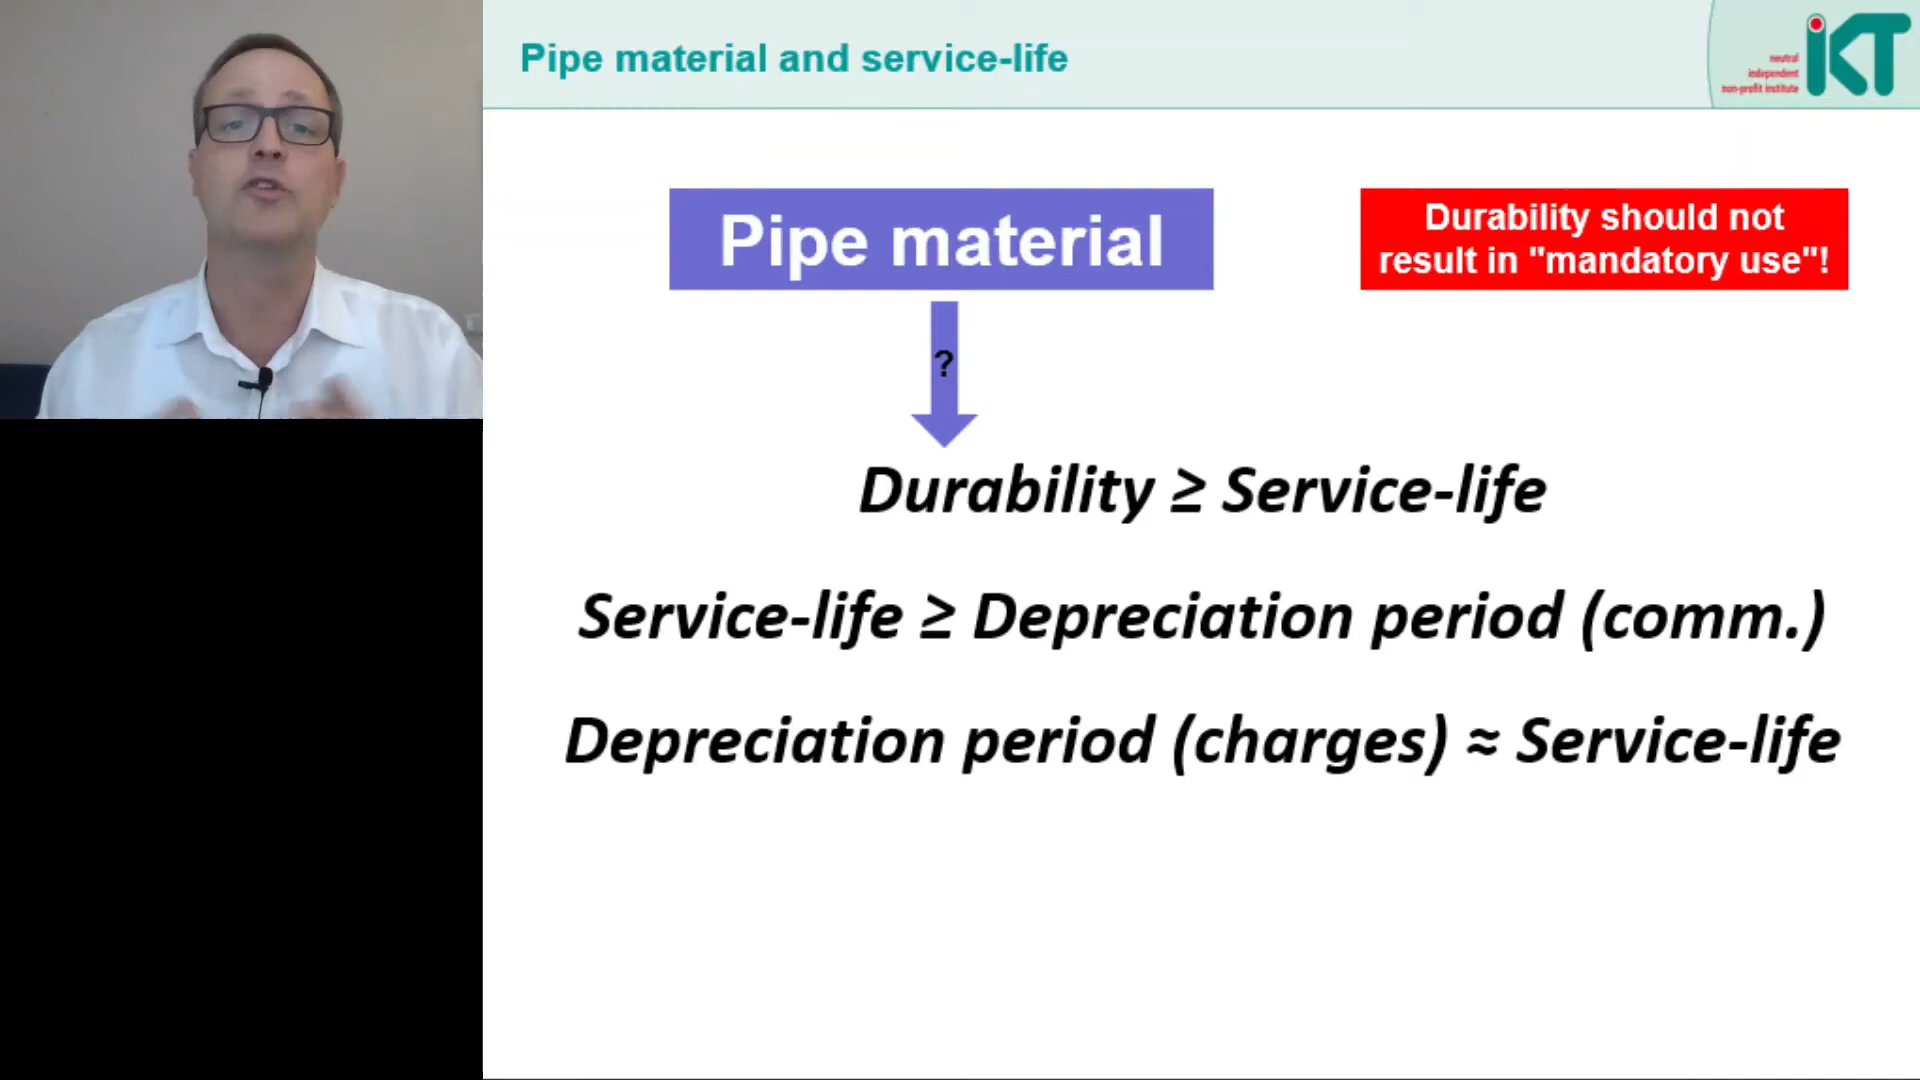 Pipe material and service-life
neutral
independent
non-profit institute
iKT
Pipe material
Durability should not
result in "mandatory use"!
?
Durability ≥ Service-life
Service-life ≥ Depreciation period (comm.)
Depreciation period (charges) ≈ Service-life